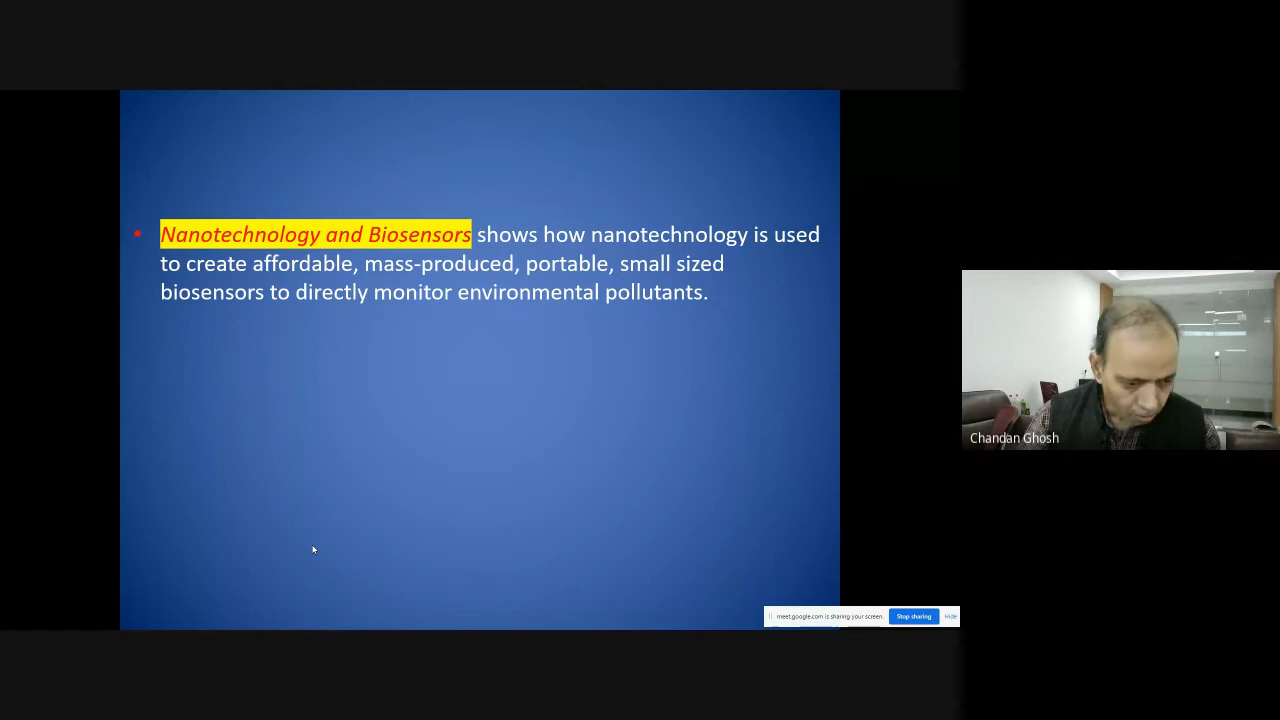 • Nanotechnology and Biosensors shows how nanotechnology is used
to create affordable, mass-produced, portable, small sized
biosensors to directly monitor environmental pollutants.
Chandan Ghosh
meet.google.com is sharing your screen.
Stop sharing
Hide